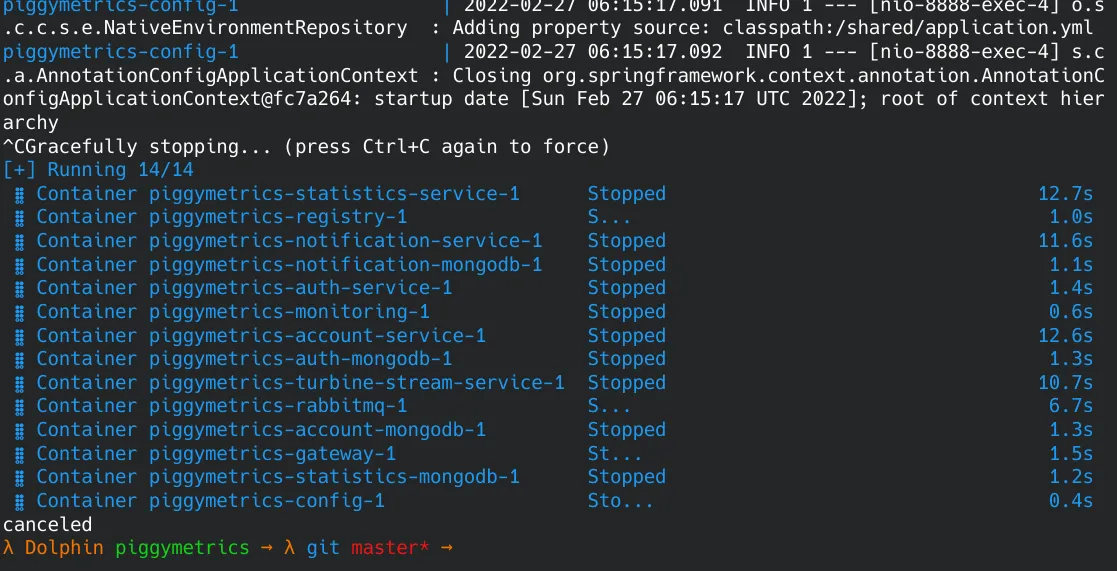 piggymetrics-config-1                  | 2022-02-27 06:15:17.091  INFO 1 --- [nio-8888-exec-4] o.s
.c.c.s.e.NativeEnvironmentRepository  : Adding property source: classpath:/shared/application.yml
piggymetrics-config-1                  | 2022-02-27 06:15:17.092  INFO 1 --- [nio-8888-exec-4] s.c
.a.AnnotationConfigApplicationContext : Closing org.springframework.context.annotation.AnnotationC
onfigApplicationContext@fc7a264: startup date [Sun Feb 27 06:15:17 UTC 2022]; root of context hier
archy
^CGracefully stopping... (press Ctrl+C again to force)
[+] Running 14/14
⣿ Container piggymetrics-statistics-service-1      Stopped      12.7s
⣿ Container piggymetrics-registry-1                S...         1.0s
⣿ Container piggymetrics-notification-service-1    Stopped      11.6s
⣿ Container piggymetrics-notification-mongodb-1    Stopped      1.1s
⣿ Container piggymetrics-auth-service-1            Stopped      1.4s
⣿ Container piggymetrics-monitoring-1              Stopped      0.6s
⣿ Container piggymetrics-account-service-1         Stopped      12.6s
⣿ Container piggymetrics-auth-mongodb-1            Stopped      1.3s
⣿ Container piggymetrics-turbine-stream-service-1  Stopped      10.7s
⣿ Container piggymetrics-rabbitmq-1                S...         6.7s
⣿ Container piggymetrics-account-mongodb-1         Stopped      1.3s
⣿ Container piggymetrics-gateway-1                 St...        1.5s
⣿ Container piggymetrics-statistics-mongodb-1      Stopped      1.2s
⣿ Container piggymetrics-config-1                  Sto...       0.4s
canceled
λ Dolphin piggymetrics → λ git master* →